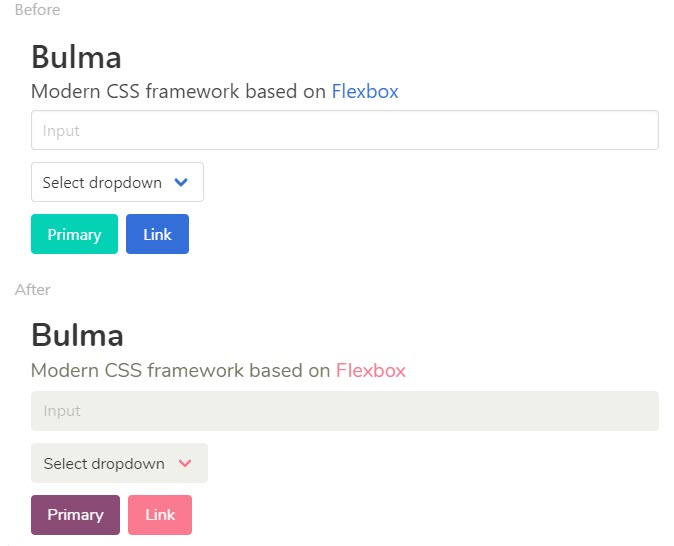 Before
Bulma
Modern CSS framework based on Flexbox
Input
Select dropdown
Primary Link
After
Bulma
Modern CSS framework based on Flexbox
Input
Select dropdown
Primary Link